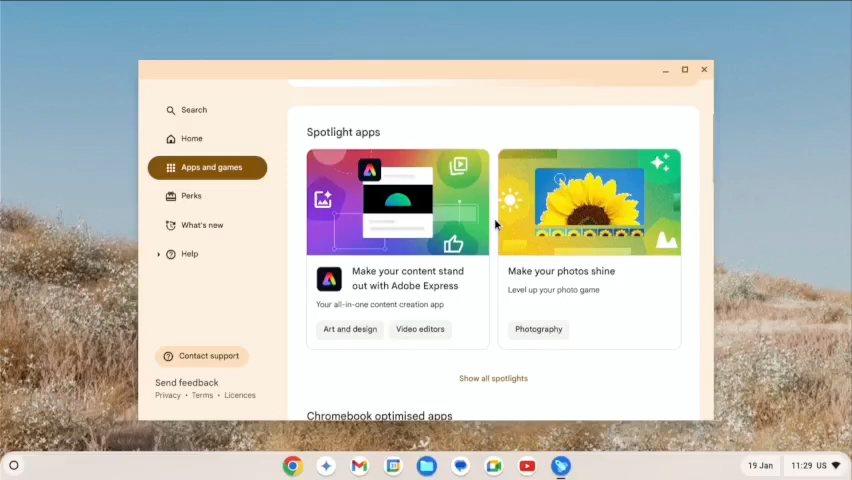 Search
Home
Apps and games
Perks
What's new
Help
Contact support
Send feedback
Privacy • Terms • Licences
Spotlight apps
Make your content stand
out with Adobe Express
Your all-in-one content creation app
Art and design
Video editors
Make your photos shine
Level up your photo game
Photography
Show all spotlights
Chromebook optimised apps
19 Jan
11:29 US